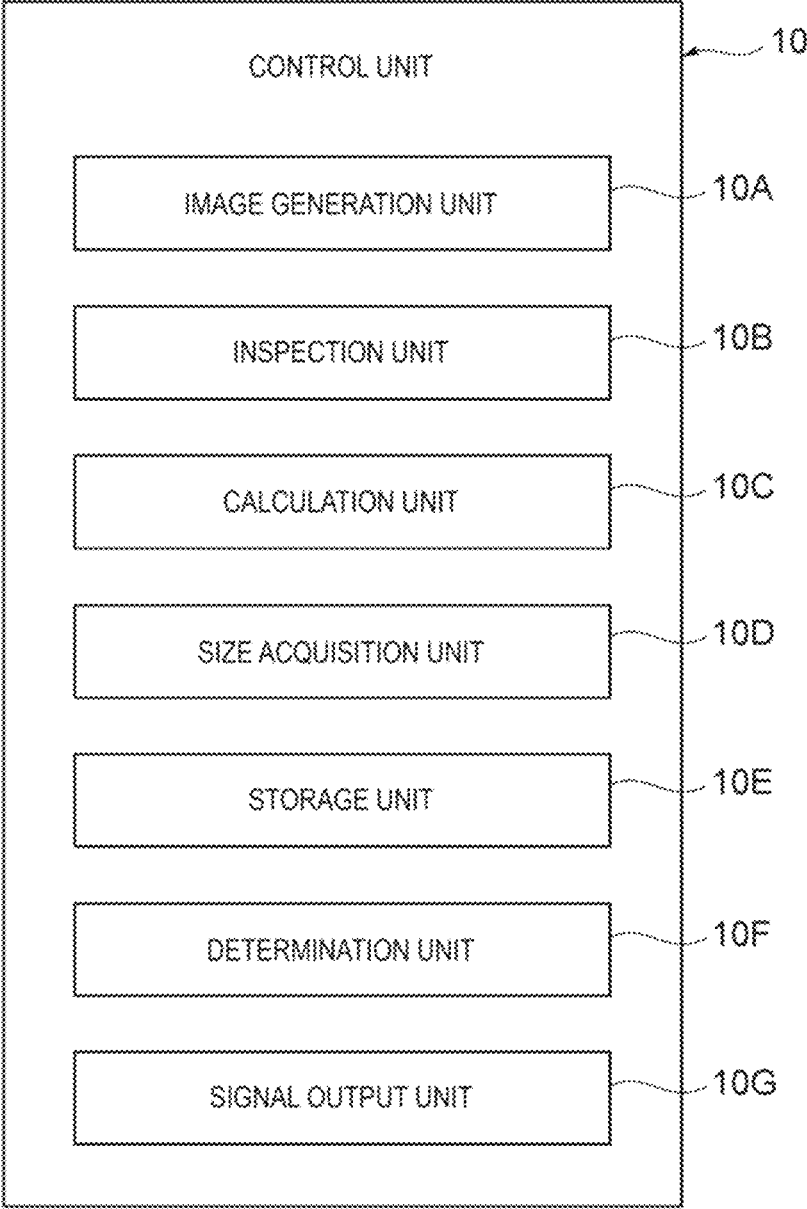 10
CONTROL UNIT
IMAGE GENERATION UNIT
10A
INSPECTION UNIT
10B
CALCULATION UNIT
10C
SIZE ACQUISITION UNIT
10D
STORAGE UNIT
10E
DETERMINATION UNIT
10F
SIGNAL OUTPUT UNIT
10G